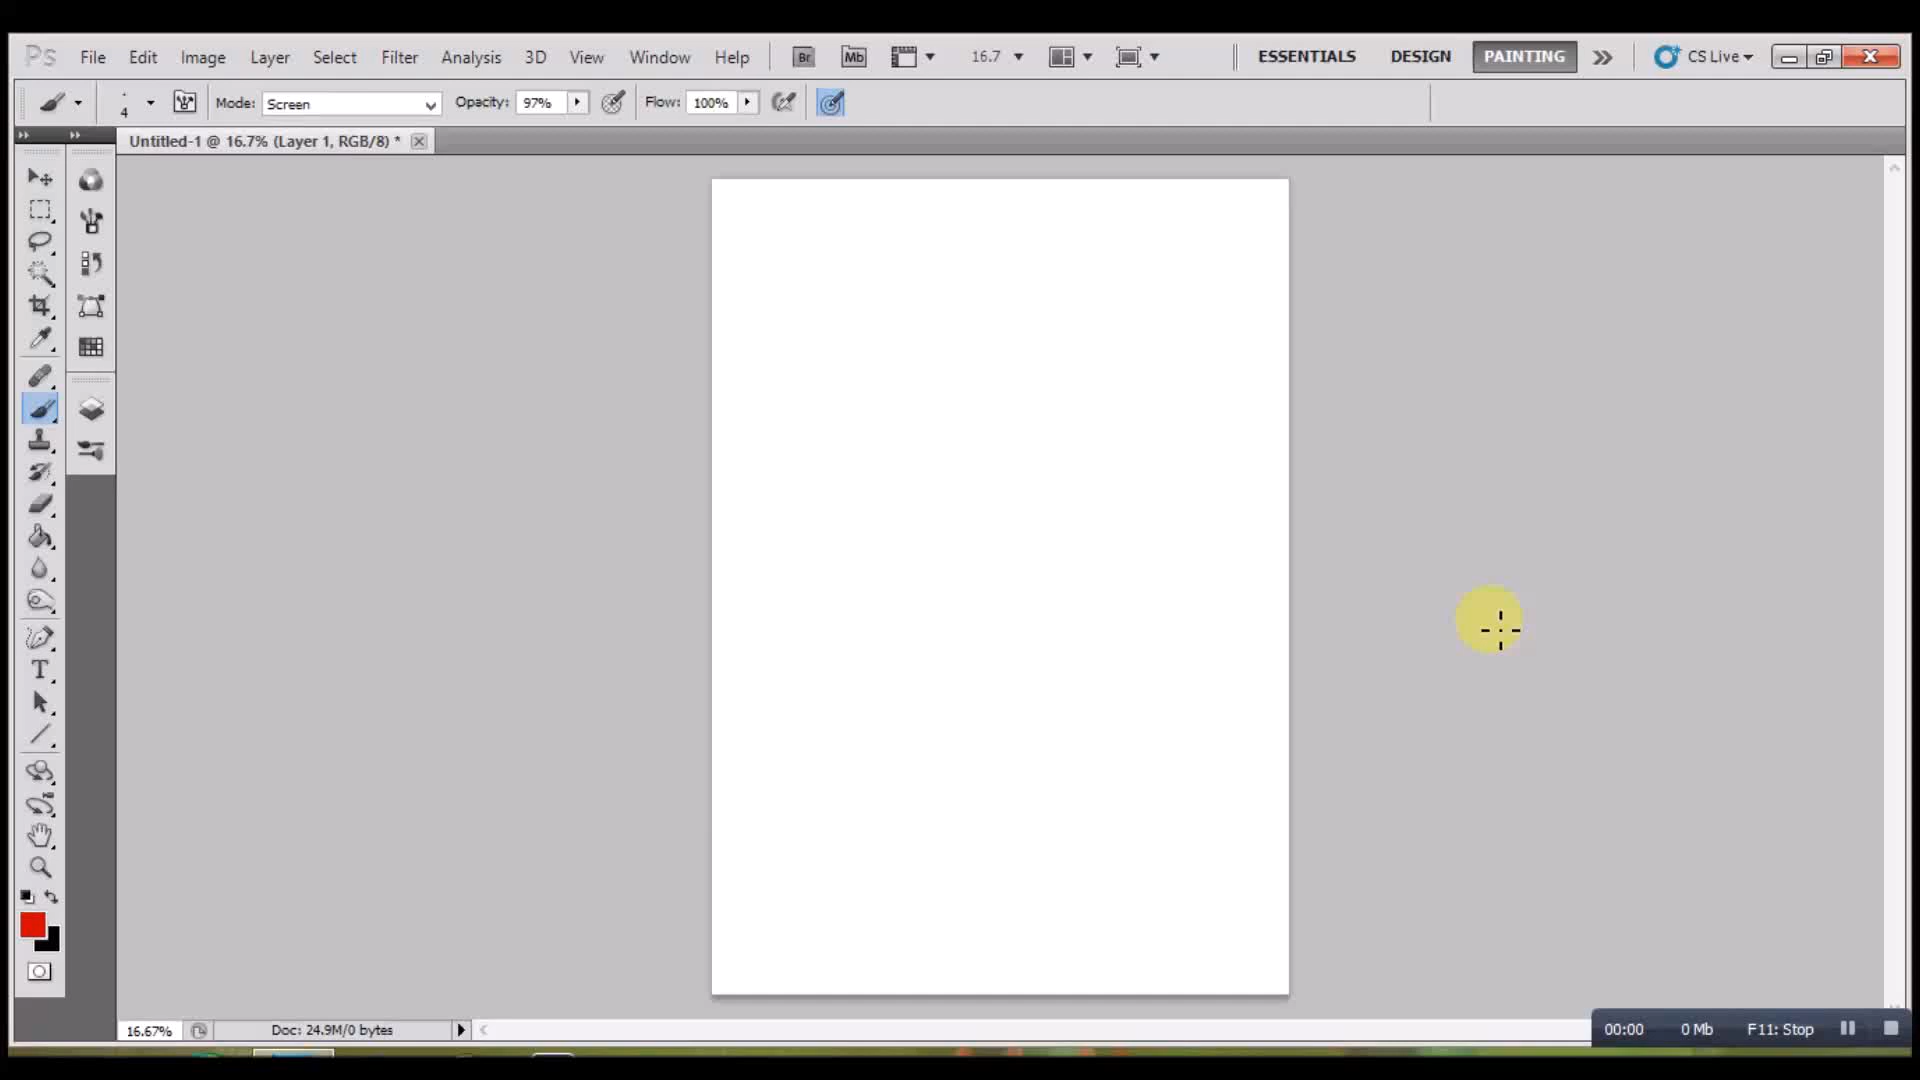 Ps File Edit Image Layer Select Filter Analysis 3D View Window Help Br Mb 16.7 ESSENTIALS DESIGN PAINTING CS Live
4 Mode: Screen Opacity: 97% Flow: 100%
Untitled-1 @ 16.7% (Layer 1, RGB/8) *
T
16.67% Doc: 24.9M/0 bytes
00:00 0 Mb F11: Stop